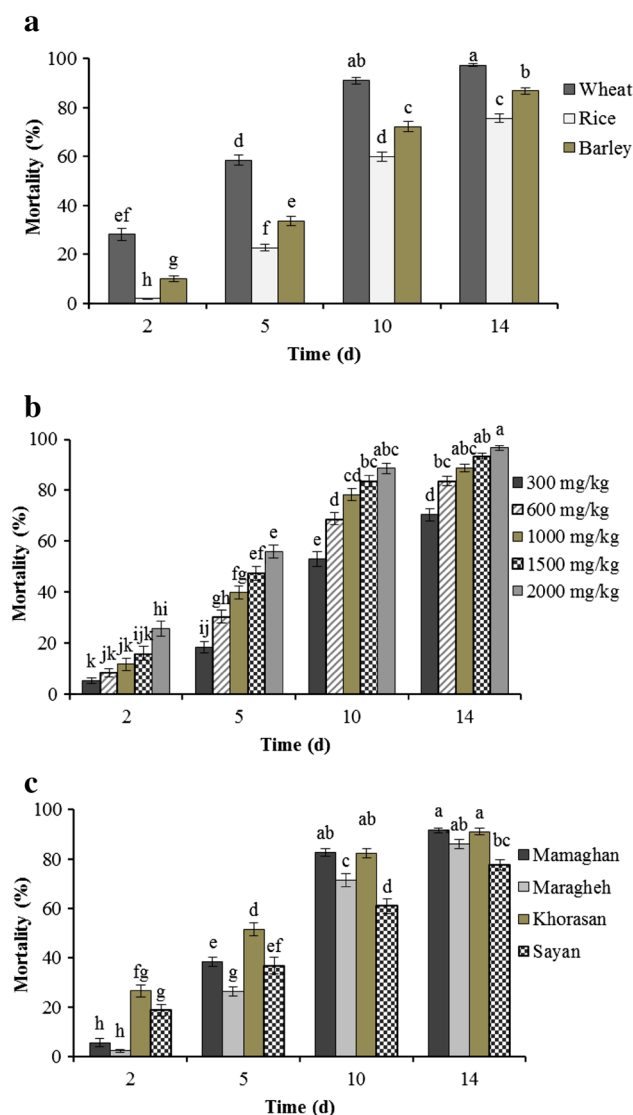 a
100
80
60
40
20
0
Mortality (%)
ef
h
g
d
f
e
ab
d
c
a
c
b
Wheat
Rice
Barley
2 5 10 14
Time (d)
b
100
80
60
40
20
0
Mortality (%)
k
jk
jk
ijk
hi
ij
gh
fg
ef
e
e
d
cd
bc
abc
d
bc
abc
ab
a
300 mg/kg
600 mg/kg
1000 mg/kg
1500 mg/kg
2000 mg/kg
2 5 10 14
Time (d)
c
100
80
60
40
20
0
Mortality (%)
h
h
fg
g
e
g
d
ef
ab
c
ab
d
a
ab
a
bc
Mamaghan
Maragheh
Khorasan
Sayan
2 5 10 14
Time (d)